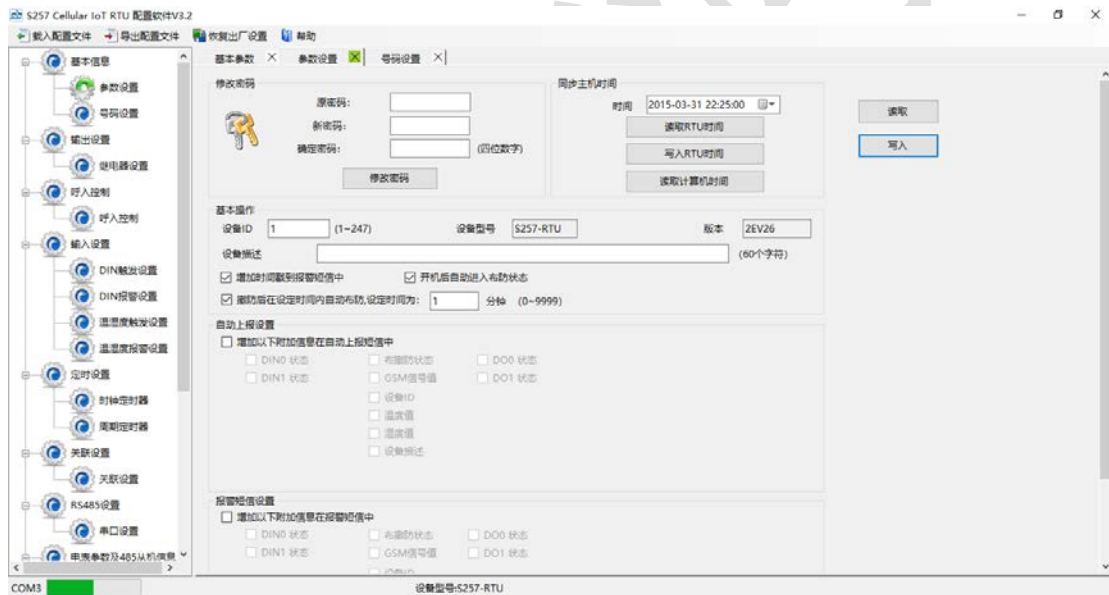 S257 Cellular IoT RTU 配置软件V3.2
载入配置文件 导出配置文件 恢复出厂设置 帮助
基本信息
参数设置
号码设置
输出设置
继电器设置
呼入控制
呼入控制
输入设置
DIN触发设置
DIN报警设置
温湿度触发设置
温湿度报警设置
定时设置
时钟定时器
周期定时器
关联设置
关联设置
RS485设置
串口设置
电表参数及485从机信息
基本参数 参数设置 号码设置
修改密码
原密码:
新密码:
确定密码: (四位数字)
修改密码
同步主机时间
时间 2015-03-31 22:25:00
读取RTU时间
写入RTU时间
读取计算机时间
读取
写入
基本操作
设备ID 1 (1~247) 设备型号 S257-RTU 版本 2EV26
设备描述 (60个字符)
增加时间戳到报警短信中 开机后自动进入布防状态
撤防后在设定时间内自动布防,设定时间为: 1 分钟 (0~9999)
自动上报设置
增加以下附加信息在自动上报短信中
DIN0 状态 布撤防状态 DO0 状态
DIN1 状态 GSM信号值 DO1 状态
设备ID
温度值
湿度值
设备描述
报警短信设置
增加以下附加信息在报警短信中
DIN0 状态 布撤防状态 DO0 状态
DIN1 状态 GSM信号值 DO1 状态
COM3 设备型号:S257-RTU